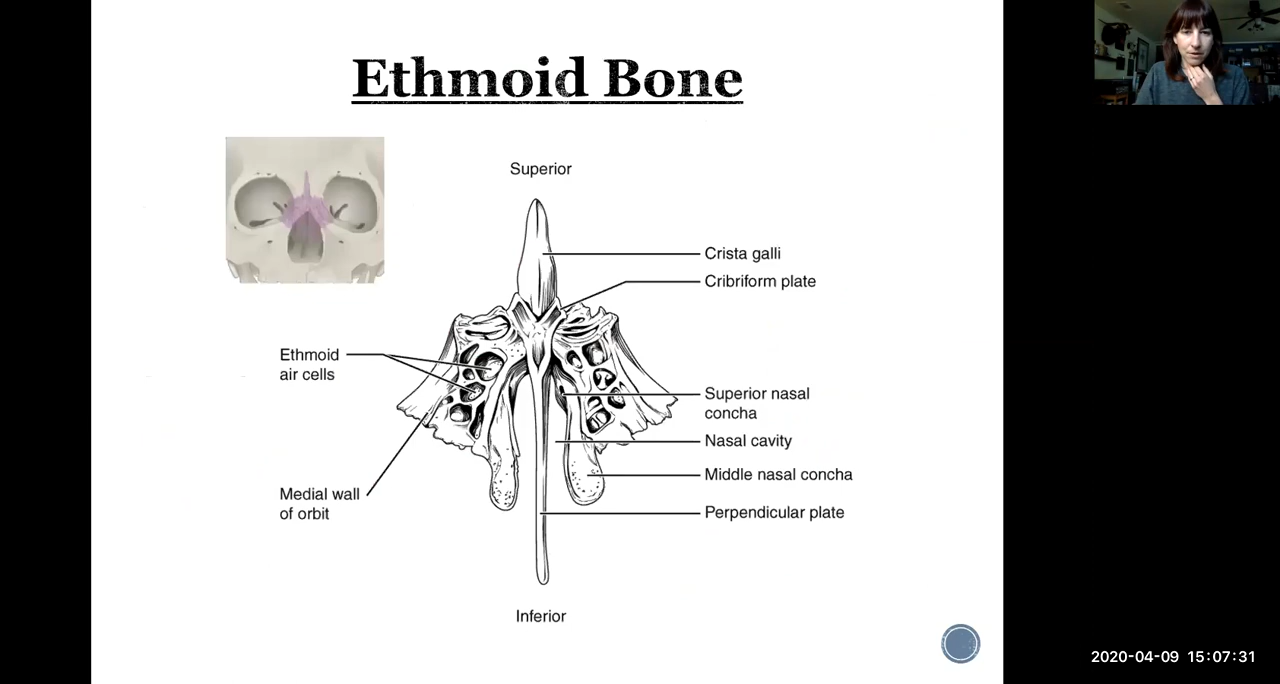 Ethmoid Bone
Superior
Crista galli
Cribriform plate
Ethmoid
air cells
Superior nasal
concha
Nasal cavity
Middle nasal concha
Medial wall
of orbit
Perpendicular plate
Inferior
2020-04-09 15:07:31